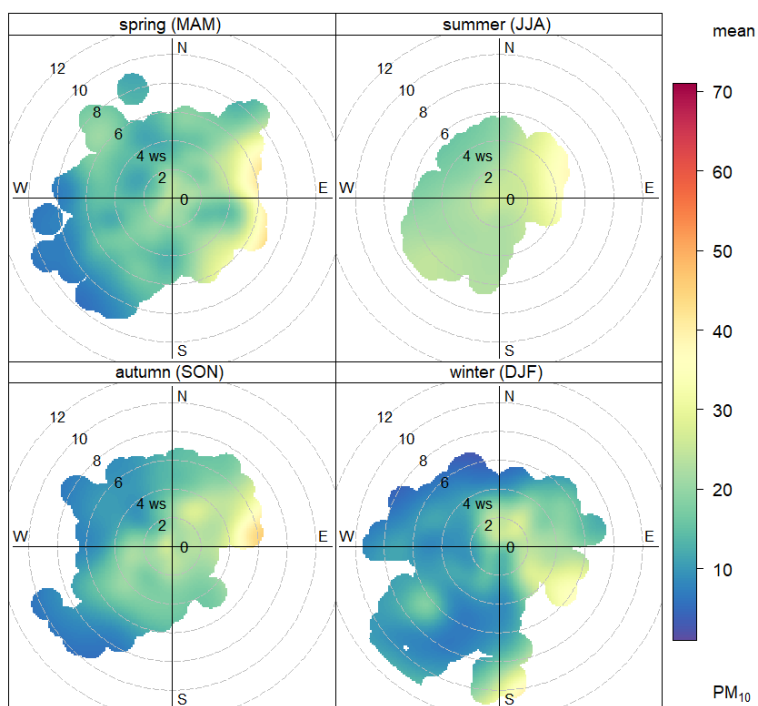 spring (MAM)
summer (JJA)
mean
N
12
10
8
6
4 ws
2
0
W
E
S
N
12
10
8
6
4 ws
2
0
W
E
S
autumn (SON)
winter (DJF)
N
12
10
8
6
4 ws
2
0
W
E
S
N
12
10
8
6
4 ws
2
0
W
E
S
70
60
50
40
30
20
10
PM₁₀